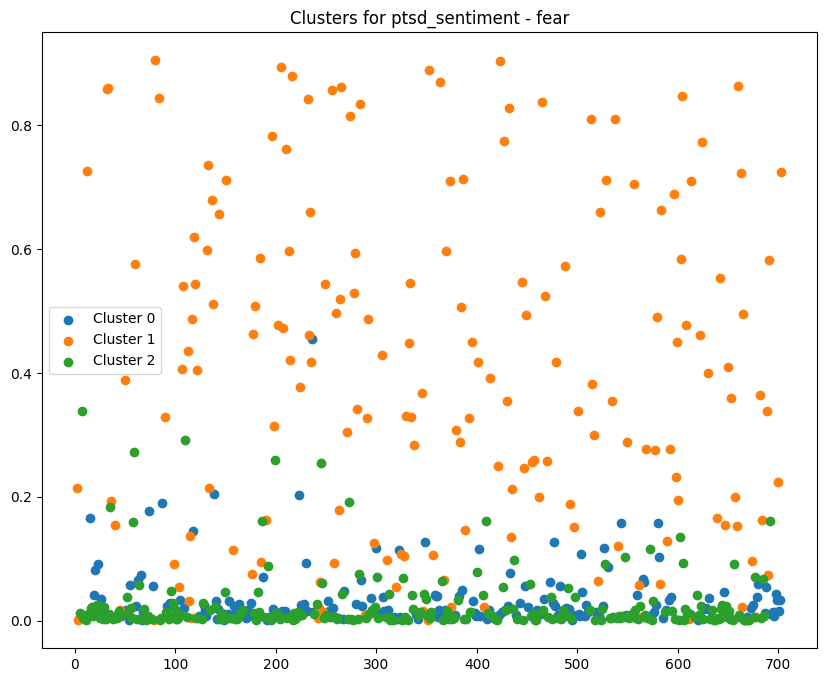 Clusters for ptsd_sentiment - fear
0.8
0.6
Cluster 0
Cluster 1
Cluster 2
0.4
0.2
0.0
0 100 200 300 400 500 600 700